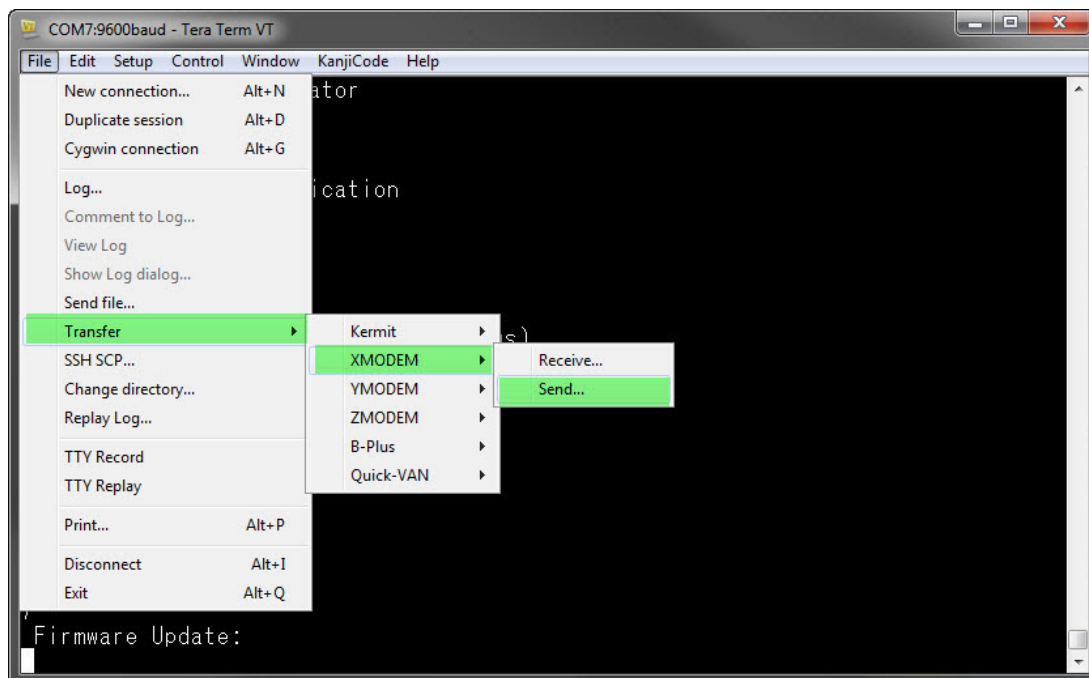 COM7:9600baud - Tera Term VT
File Edit Setup Control Window KanjiCode Help
New connection... Alt+N
ator
Duplicate session Alt+D
Cygwin connection Alt+G
Log...
ication
Comment to Log...
View Log
Show Log dialog...
Send file...
Transfer
Kermit
s)
SSH SCP...
XMODEM
Receive...
Change directory...
YMODEM
Send...
Replay Log...
ZMODEM
B-Plus
TTY Record
Quick-VAN
TTY Replay
Print... Alt+P
Disconnect Alt+I
Exit Alt+Q
Firmware Update: